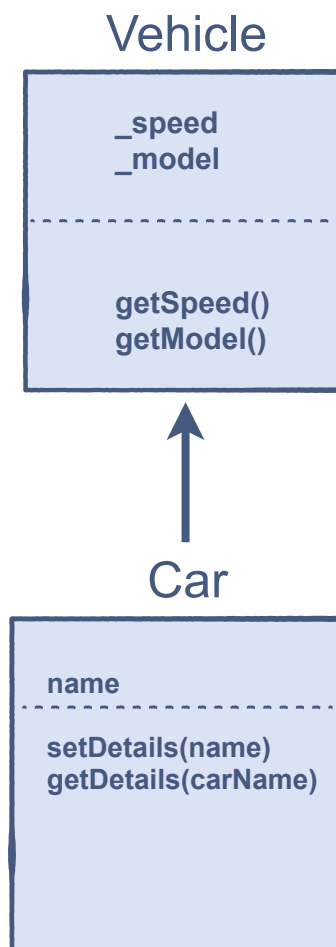 Vehicle
_speed
_model
getSpeed()
getModel()
Car
name
setDetails(name)
getDetails(carName)